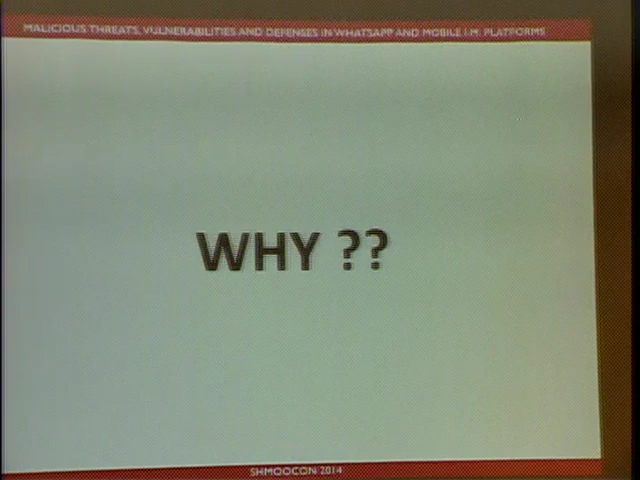 MALICIOUS THREATS, VULNERABILITIES AND DEFENSES IN WHATSAPP AND MOBILE I.M. PLATFORMS
WHY ??
SHMOOCON 2014